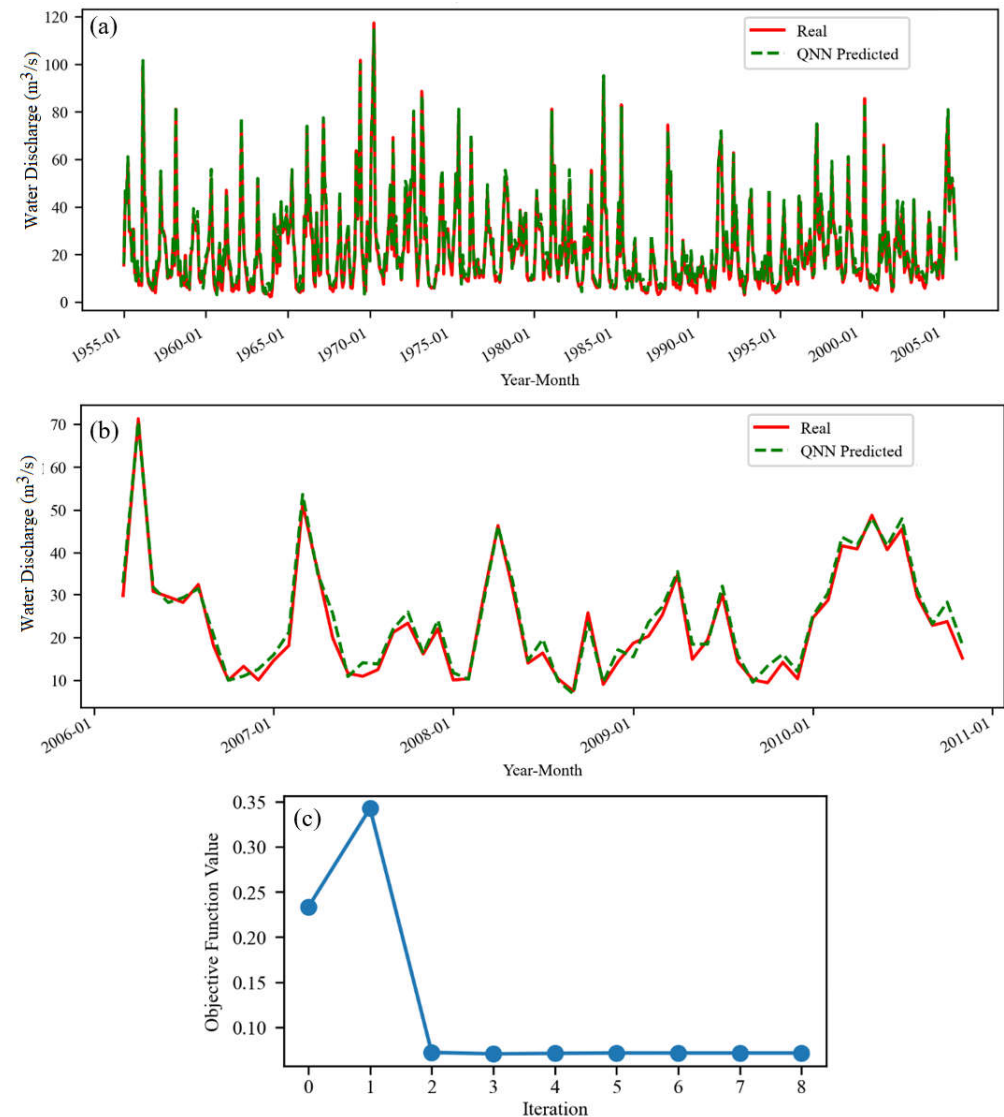 (a)
Real
QNN Predicted
Water Discharge (m³/s)
120
100
80
60
40
20
0
1955-01
1960-01
1965-01
1970-01
1975-01
1980-01
1985-01
1990-01
1995-01
2000-01
2005-01
Year-Month
(b)
Real
QNN Predicted
Water Discharge (m³/s)
70
60
50
40
30
20
10
2006-01
2007-01
2008-01
2009-01
2010-01
2011-01
Year-Month
(c)
Objective Function Value
0.35
0.30
0.25
0.20
0.15
0.10
0 1 2 3 4 5 6 7 8
Iteration